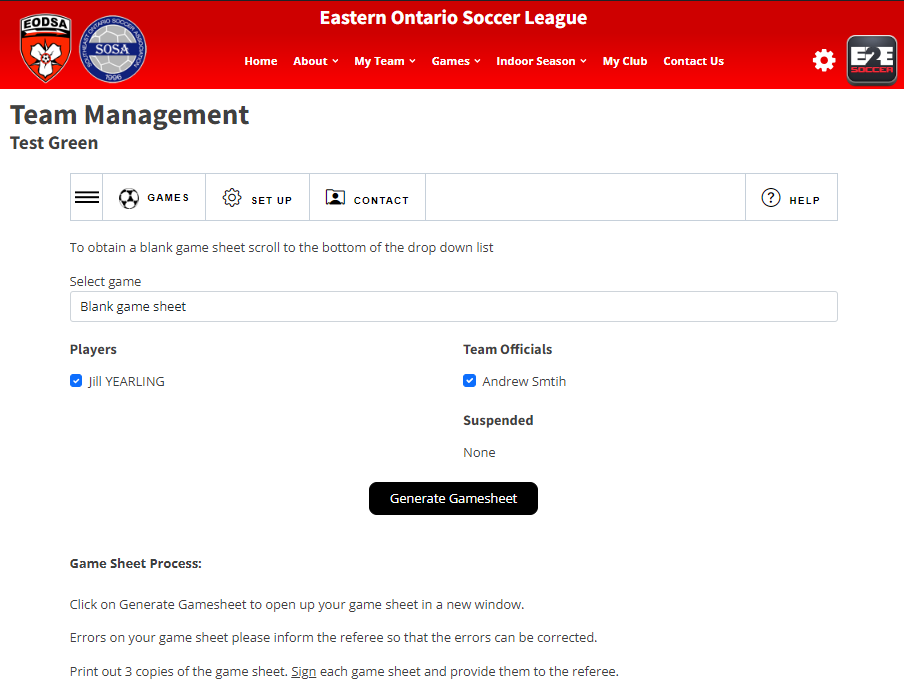 Eastern Ontario Soccer League
EODSA
SOUTHEAST ONTARIO SOCCER ASSOCIATION
SOSA
1996
Home About My Team Games Indoor Season My Club Contact Us
E2E
SOCCER
Team Management
Test Green
GAMES SET UP CONTACT HELP
To obtain a blank game sheet scroll to the bottom of the drop down list
Select game
Blank game sheet
Players Team Officials
Jill YEARLING Andrew Smtih
Suspended
None
Generate Gamesheet
Game Sheet Process:
Click on Generate Gamesheet to open up your game sheet in a new window.
Errors on your game sheet please inform the referee so that the errors can be corrected.
Print out 3 copies of the game sheet. Sign each game sheet and provide them to the referee.